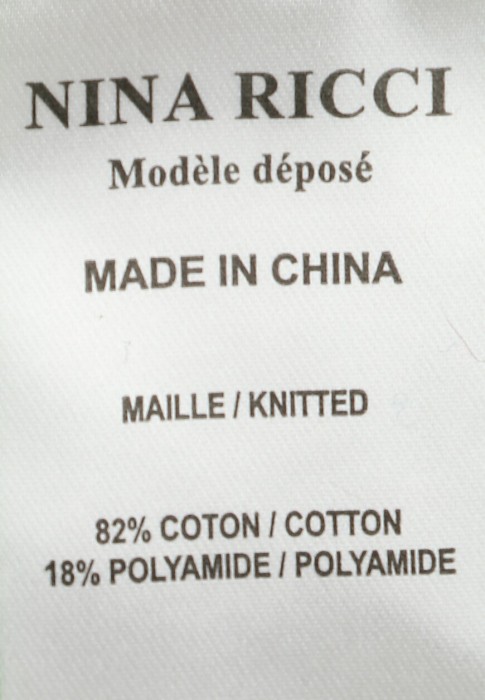 NINA RICCI
Modèle déposé
MADE IN CHINA
MAILLE / KNITTED
82% COTON / COTTON
18% POLYAMIDE / POLYAMIDE